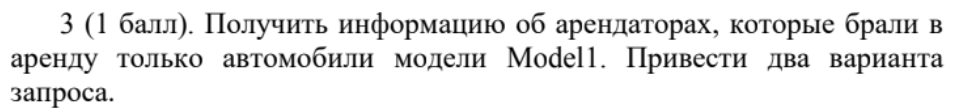 3 (1 балл). Получить информацию об арендаторах, которые брали в
аренду только автомобили модели Model1. Привести два варианта
запроса.